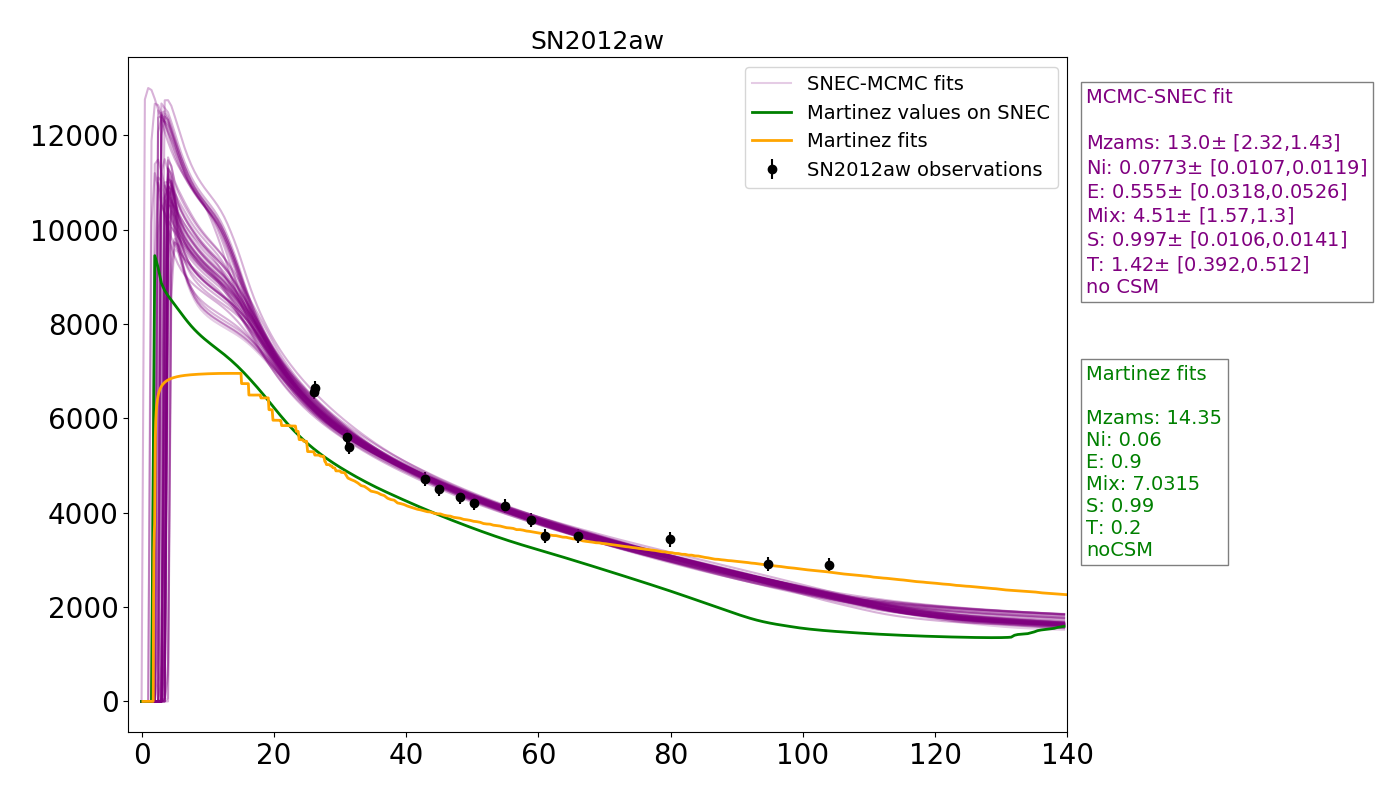 SN2012aw
SNEC-MCMC fits
Martinez values on SNEC
Martinez fits
SN2012aw observations
12000
10000
8000
6000
4000
2000
0
0 20 40 60 80 100 120 140
MCMC-SNEC fit
Mzams: 13.0± [2.32,1.43]
Ni: 0.0773± [0.0107,0.0119]
E: 0.555± [0.0318,0.0526]
Mix: 4.51± [1.57,1.3]
S: 0.997± [0.0106,0.0141]
T: 1.42± [0.392,0.512]
no CSM
Martinez fits
Mzams: 14.35
Ni: 0.06
E: 0.9
Mix: 7.0315
S: 0.99
T: 0.2
noCSM